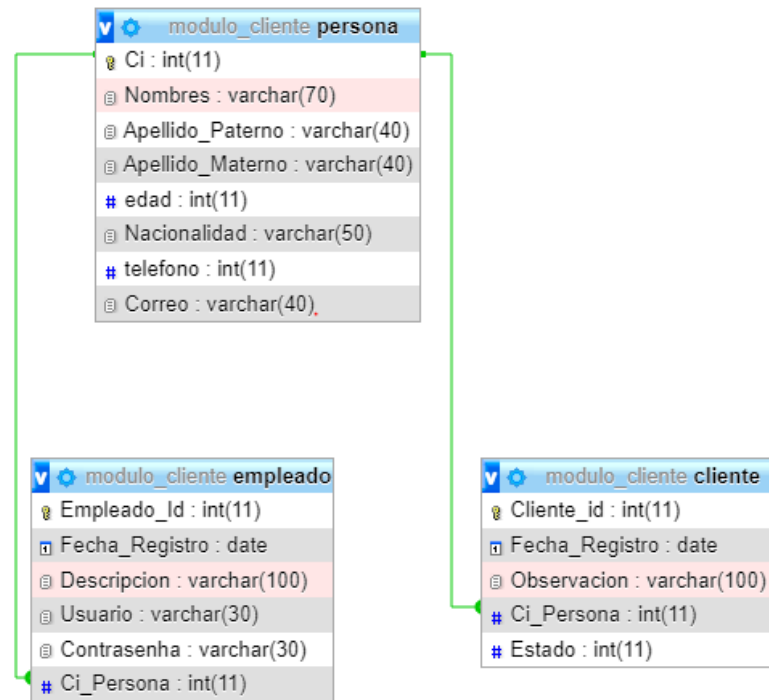 v modulo_cliente persona
Ci : int(11)
Nombres : varchar(70)
Apellido_Paterno : varchar(40)
Apellido_Materno : varchar(40)
# edad : int(11)
Nacionalidad : varchar(50)
# telefono : int(11)
Correo : varchar(40)
v modulo_cliente empleado
Empleado_Id : int(11)
Fecha_Registro : date
Descripcion : varchar(100)
Usuario : varchar(30)
Contrasenha : varchar(30)
# Ci_Persona : int(11)
v modulo_cliente cliente
Cliente_id : int(11)
Fecha_Registro : date
Observacion : varchar(100)
# Ci_Persona : int(11)
# Estado : int(11)